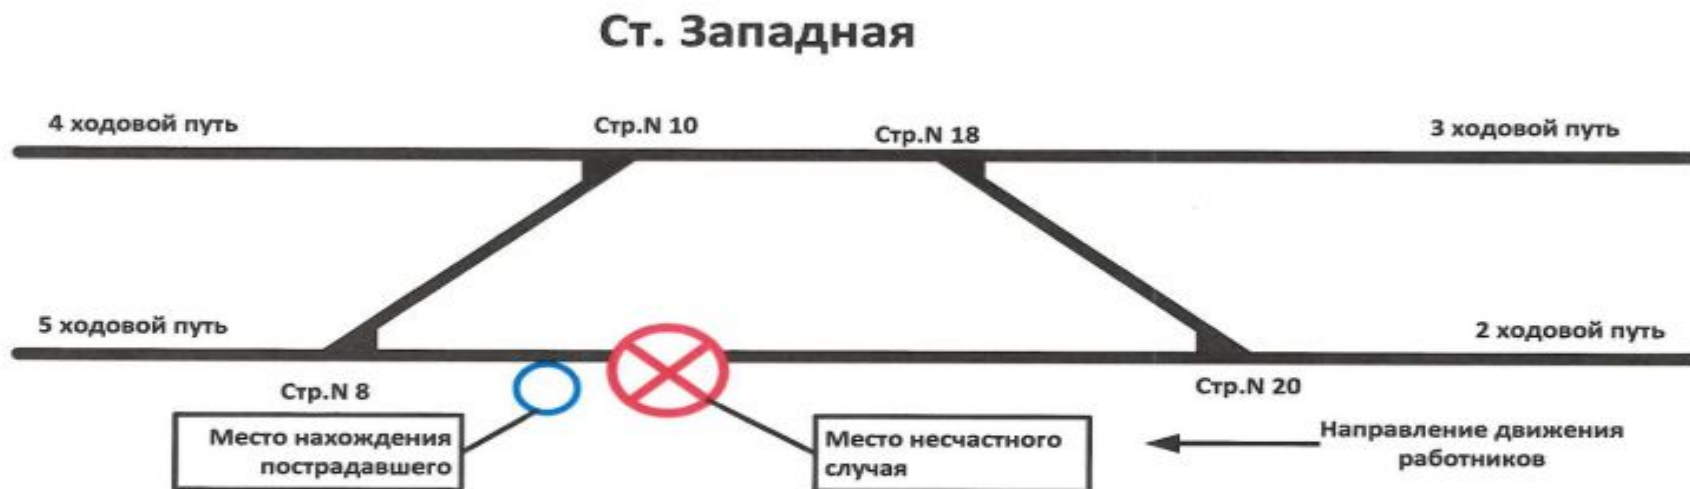 Ст. Западная
4 ходовой путь
Стр.N 10
Стр.N 18
3 ходовой путь
5 ходовой путь
2 ходовой путь
Стр.N 8
Стр.N 20
Место нахождения
пострадавшего
Место несчастного
случая
Направление движения
работников